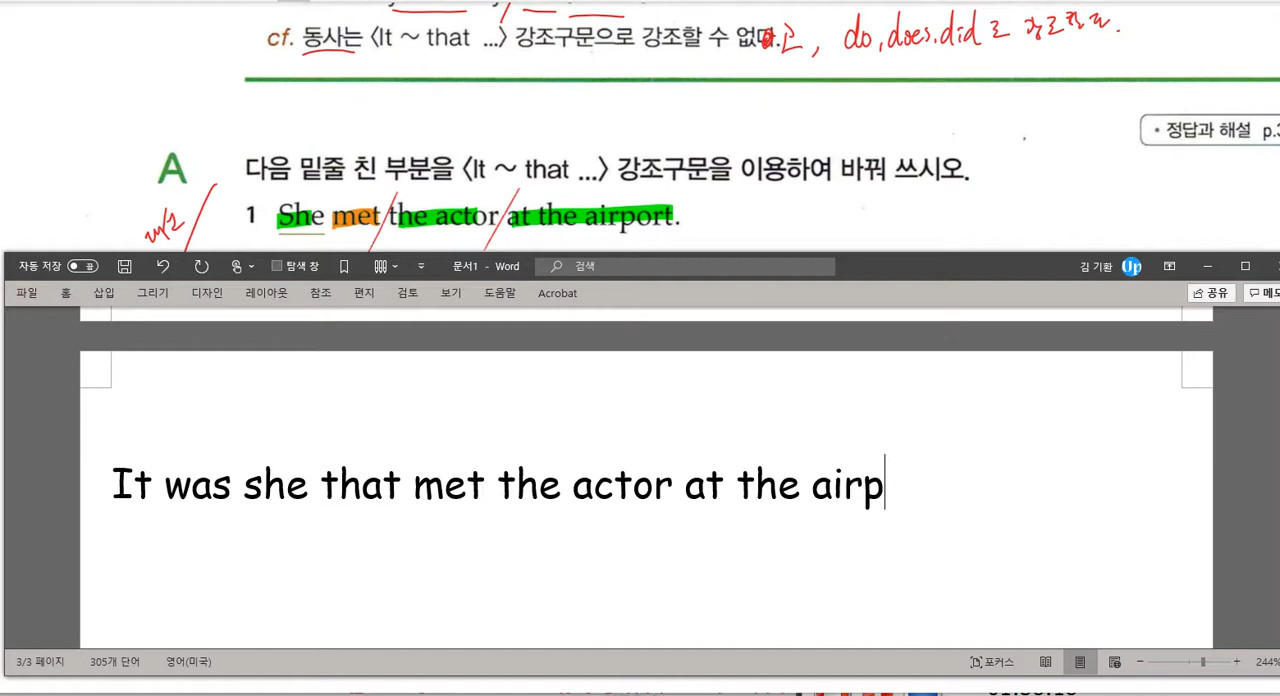 cf. 동사는 〈It ~ that ...〉 강조구문으로 강조할 수 없다. , do, does, did로
정답과 해설 p.3
A 다음 밑줄 친 부분을 〈It ~ that ...〉 강조구문을 이용하여 바꿔 쓰시오.
1 She met the actor at the airport.
자동 저장 탐색 창 문서1 - Word 검색 김 기환 Up
파일 홈 삽입 그리기 디자인 레이아웃 참조 편지 검토 보기 도움말 Acrobat 공유 메모
It was she that met the actor at the airp
3/3 페이지 305개 단어 영어(미국) 포커스 244%